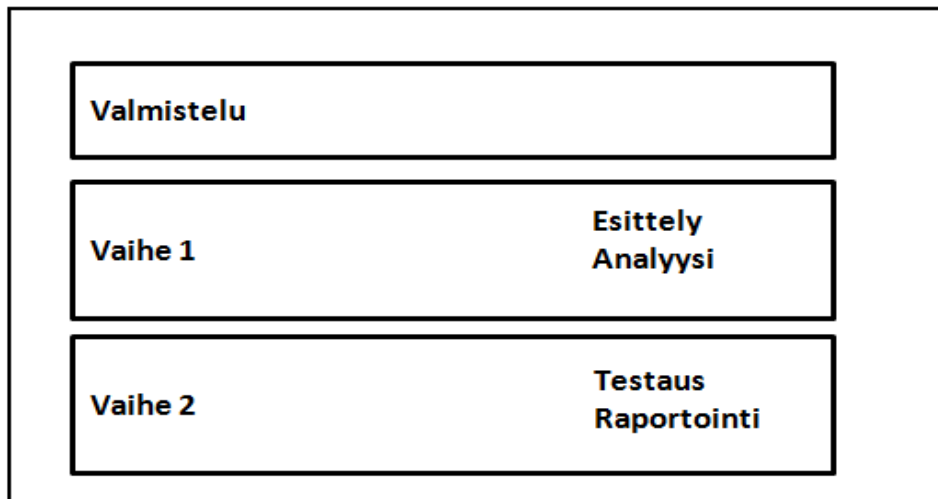 Valmistelu
Vaihe 1
Esittely
Analyysi
Vaihe 2
Testaus
Raportointi